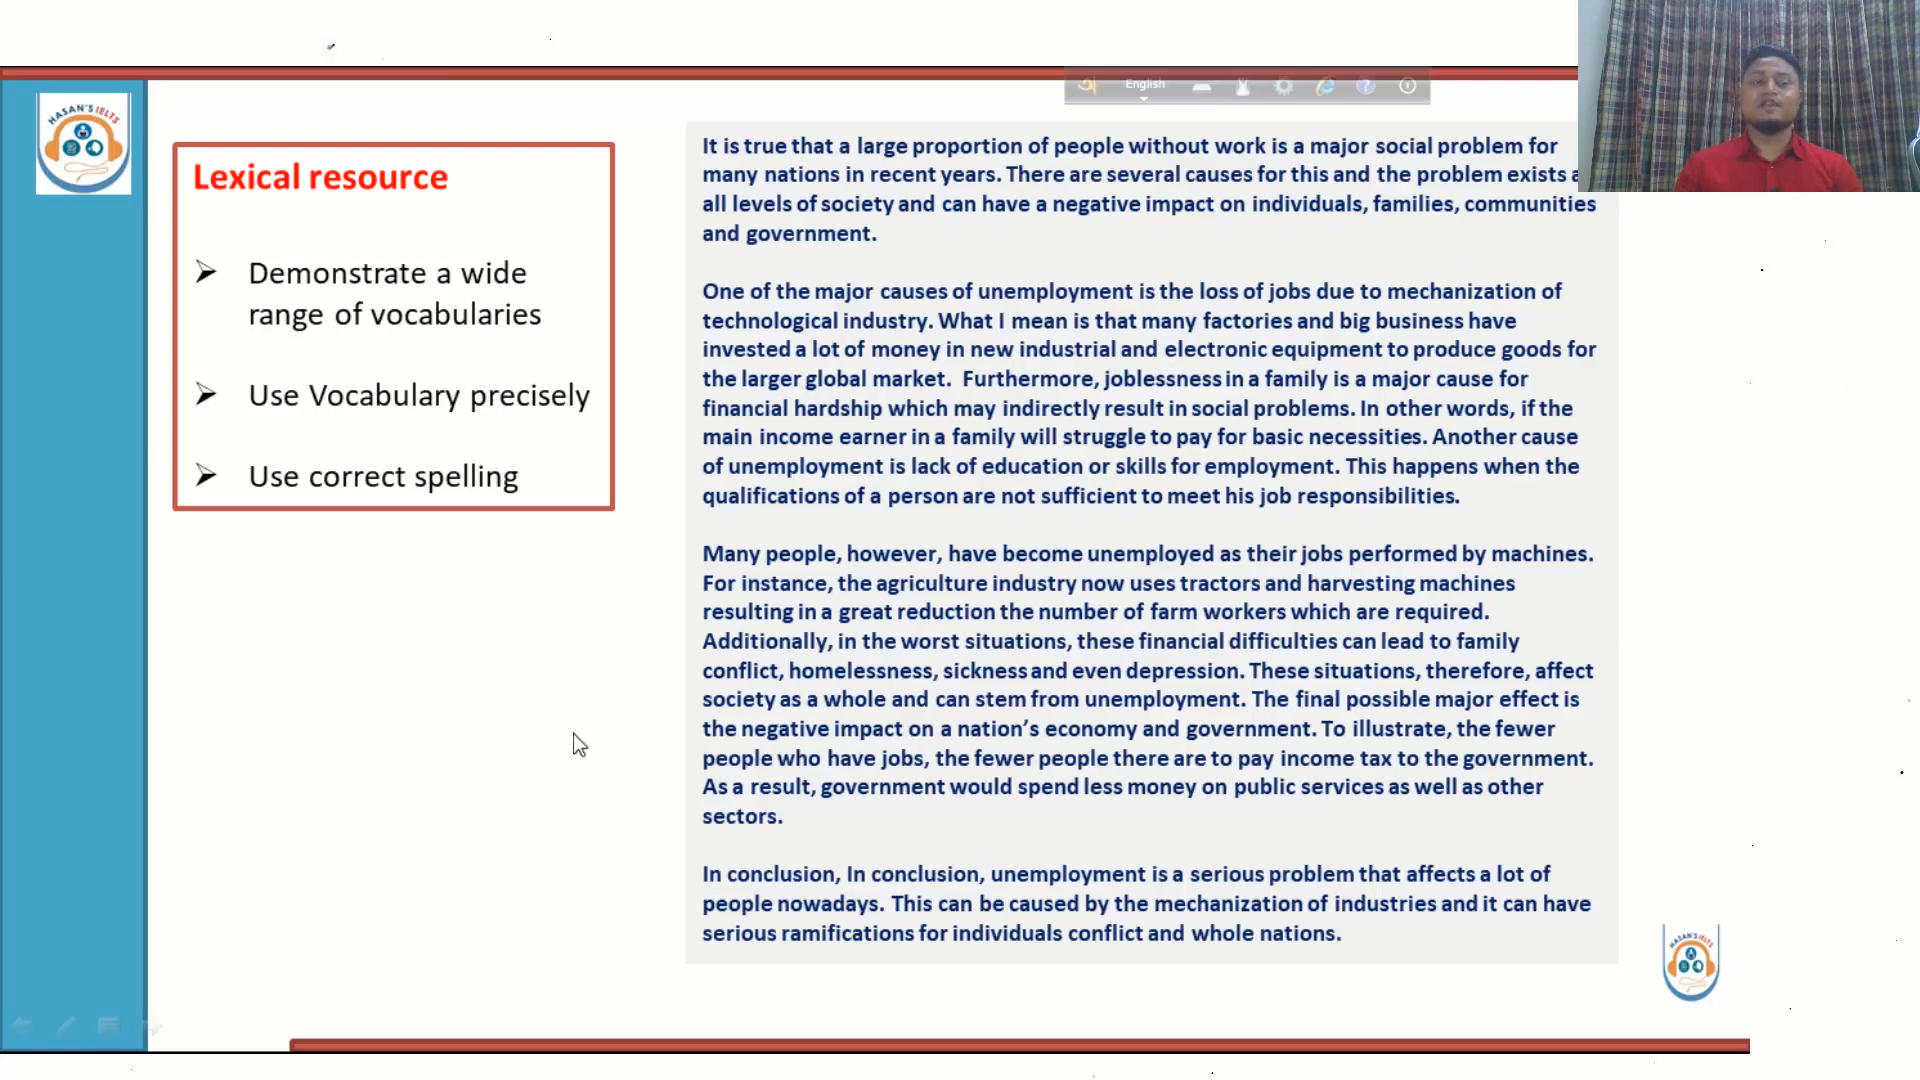 HASAN'S IELTS
English
Lexical resource
Demonstrate a wide
range of vocabularies
Use Vocabulary precisely
Use correct spelling
It is true that a large proportion of people without work is a major social problem for
many nations in recent years. There are several causes for this and the problem exists
all levels of society and can have a negative impact on individuals, families, communities
and government.
One of the major causes of unemployment is the loss of jobs due to mechanization of
technological industry. What I mean is that many factories and big business have
invested a lot of money in new industrial and electronic equipment to produce goods for
the larger global market. Furthermore, joblessness in a family is a major cause for
financial hardship which may indirectly result in social problems. In other words, if the
main income earner in a family will struggle to pay for basic necessities. Another cause
of unemployment is lack of education or skills for employment. This happens when the
qualifications of a person are not sufficient to meet his job responsibilities.
Many people, however, have become unemployed as their jobs performed by machines.
For instance, the agriculture industry now uses tractors and harvesting machines
resulting in a great reduction the number of farm workers which are required.
Additionally, in the worst situations, these financial difficulties can lead to family
conflict, homelessness, sickness and even depression. These situations, therefore, affect
society as a whole and can stem from unemployment. The final possible major effect is
the negative impact on a nation's economy and government. To illustrate, the fewer
people who have jobs, the fewer people there are to pay income tax to the government.
As a result, government would spend less money on public services as well as other
sectors.
In conclusion, In conclusion, unemployment is a serious problem that affects a lot of
people nowadays. This can be caused by the mechanization of industries and it can have
serious ramifications for individuals conflict and whole nations.
HASAN'S IELTS